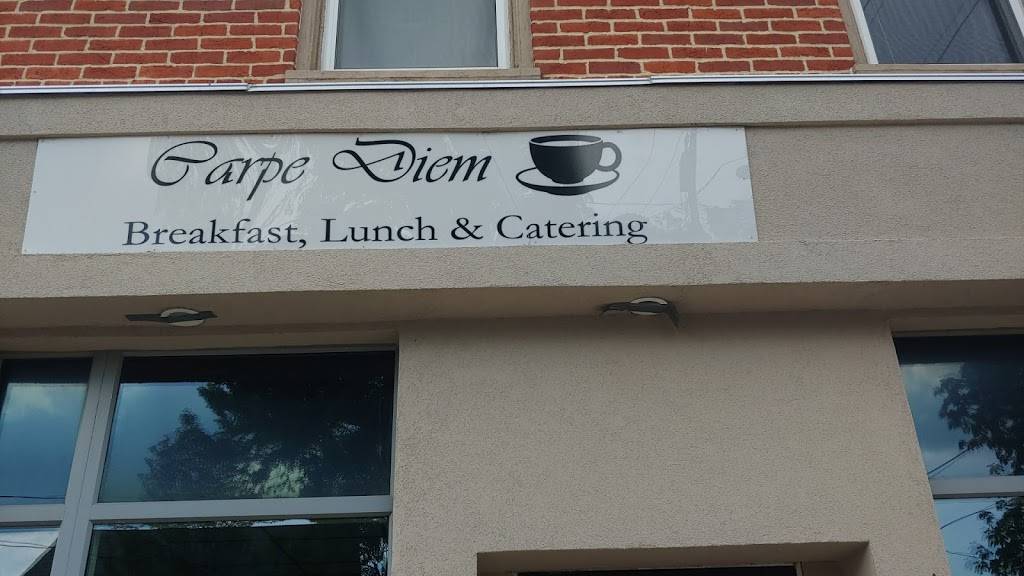 Carpe Diem
Breakfast, Lunch & Catering